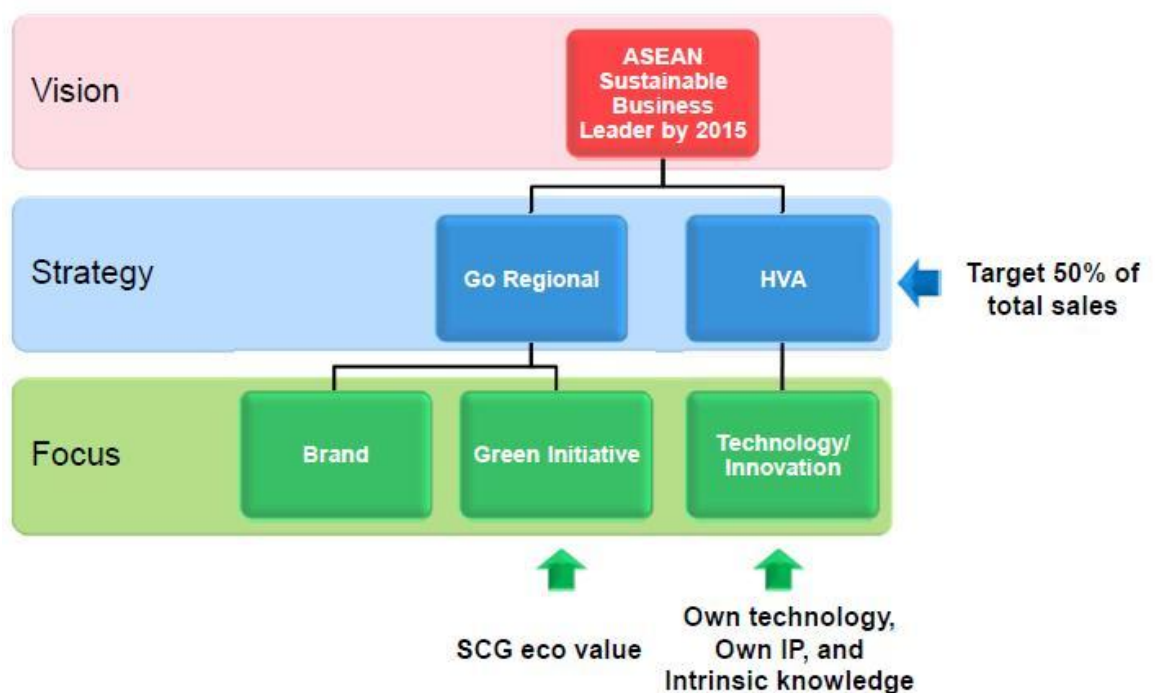 Vision
ASEAN
Sustainable
Business
Leader by 2015
Strategy
Go Regional
HVA
Target 50% of
total sales
Focus
Brand
Green Initiative
Technology/
Innovation
SCG eco value
Own technology,
Own IP, and
Intrinsic knowledge